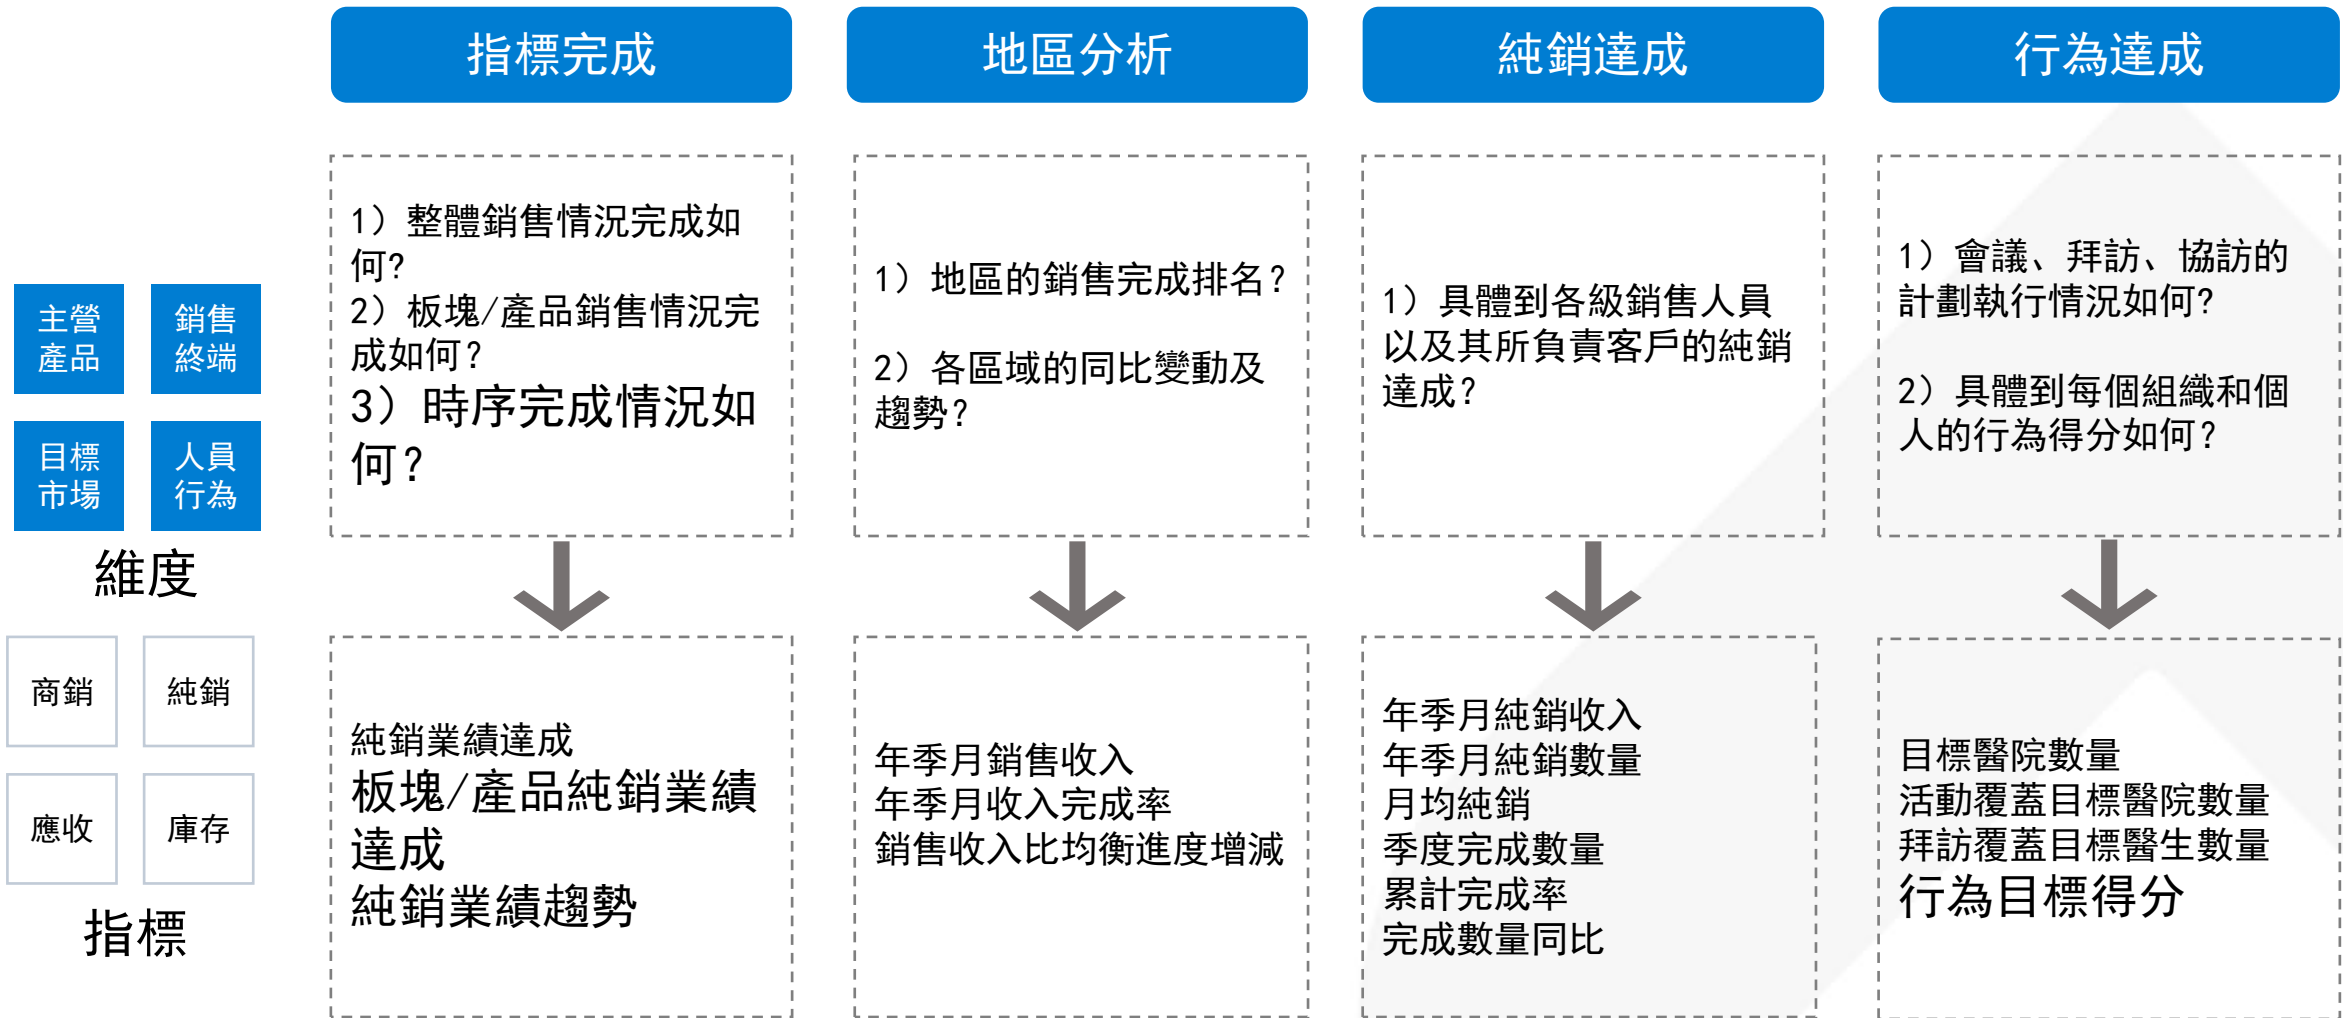 指標完成
地區分析
純銷達成
行為達成
主營
產品
銷售
終端
目標
市場
人員
行為
維度
1）整體銷售情況完成如
何?
2）板塊/產品銷售情況完
成如何?
3）時序完成情況如
何?
1）地區的銷售完成排名?
2）各區域的同比變動及
趨勢?
1）具體到各級銷售人員
以及其所負責客戶的純銷
達成?
1）會議、拜訪、協訪的
計劃執行情況如何?
2）具體到每個組織和個
人的行為得分如何?
商銷
純銷
應收
庫存
指標
純銷業績達成
板塊/產品純銷業績
達成
純銷業績趨勢
年季月銷售收入
年季月收入完成率
銷售收入比均衡進度增減
年季月純銷收入
年季月純銷數量
月均純銷
季度完成數量
累計完成率
完成數量同比
目標醫院數量
活動覆蓋目標醫院數量
拜訪覆蓋目標醫生數量
行為目標得分